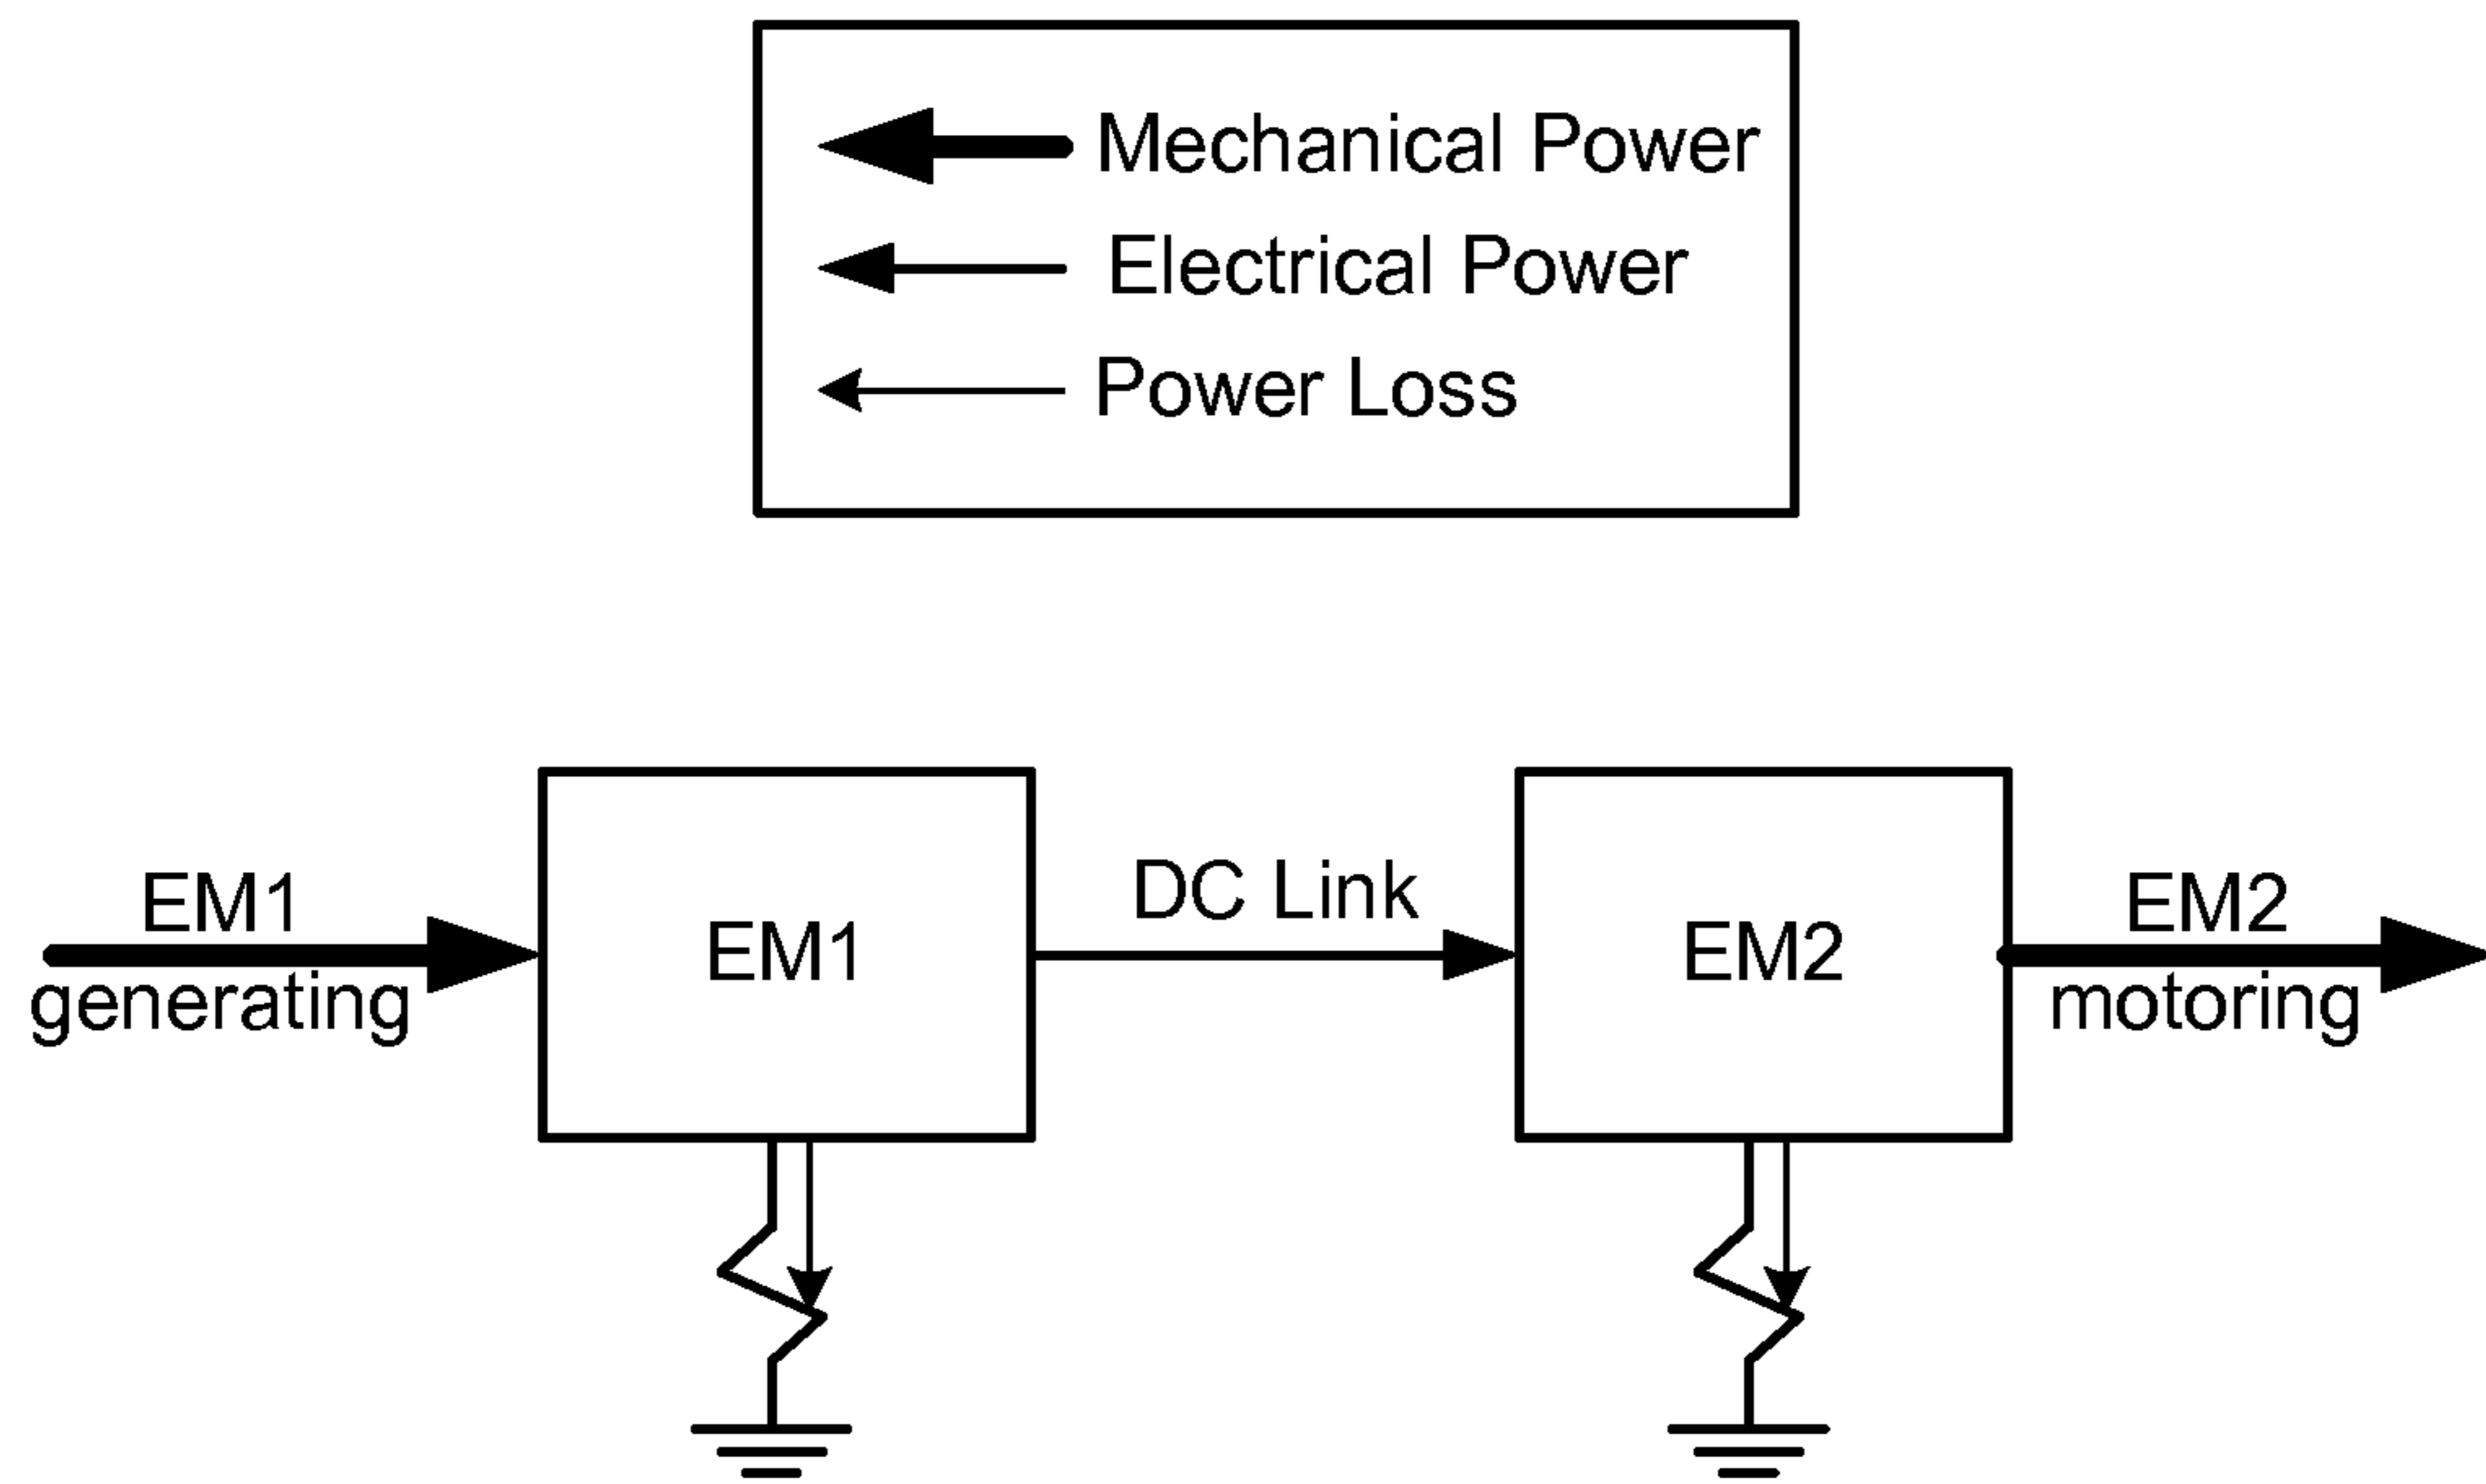 Mechanical Power
Electrical Power
Power Loss
EM1
generating
EM1
DC Link
EM2
EM2
motoring